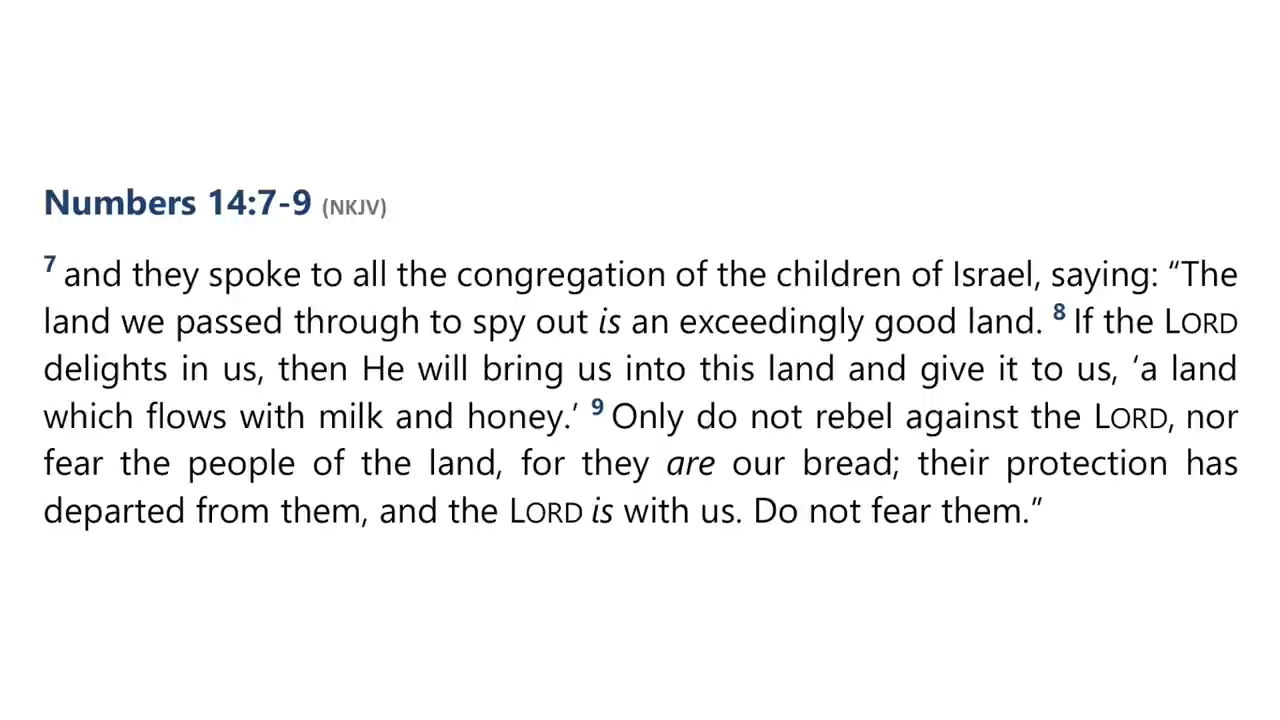 Numbers 14:7-9 (NKJV)
7 and they spoke to all the congregation of the children of Israel, saying: “The
land we passed through to spy out is an exceedingly good land. 8 If the LORD
delights in us, then He will bring us into this land and give it to us, ‘a land
which flows with milk and honey.’ 9 Only do not rebel against the LORD, nor
fear the people of the land, for they are our bread; their protection has
departed from them, and the LORD is with us. Do not fear them.”